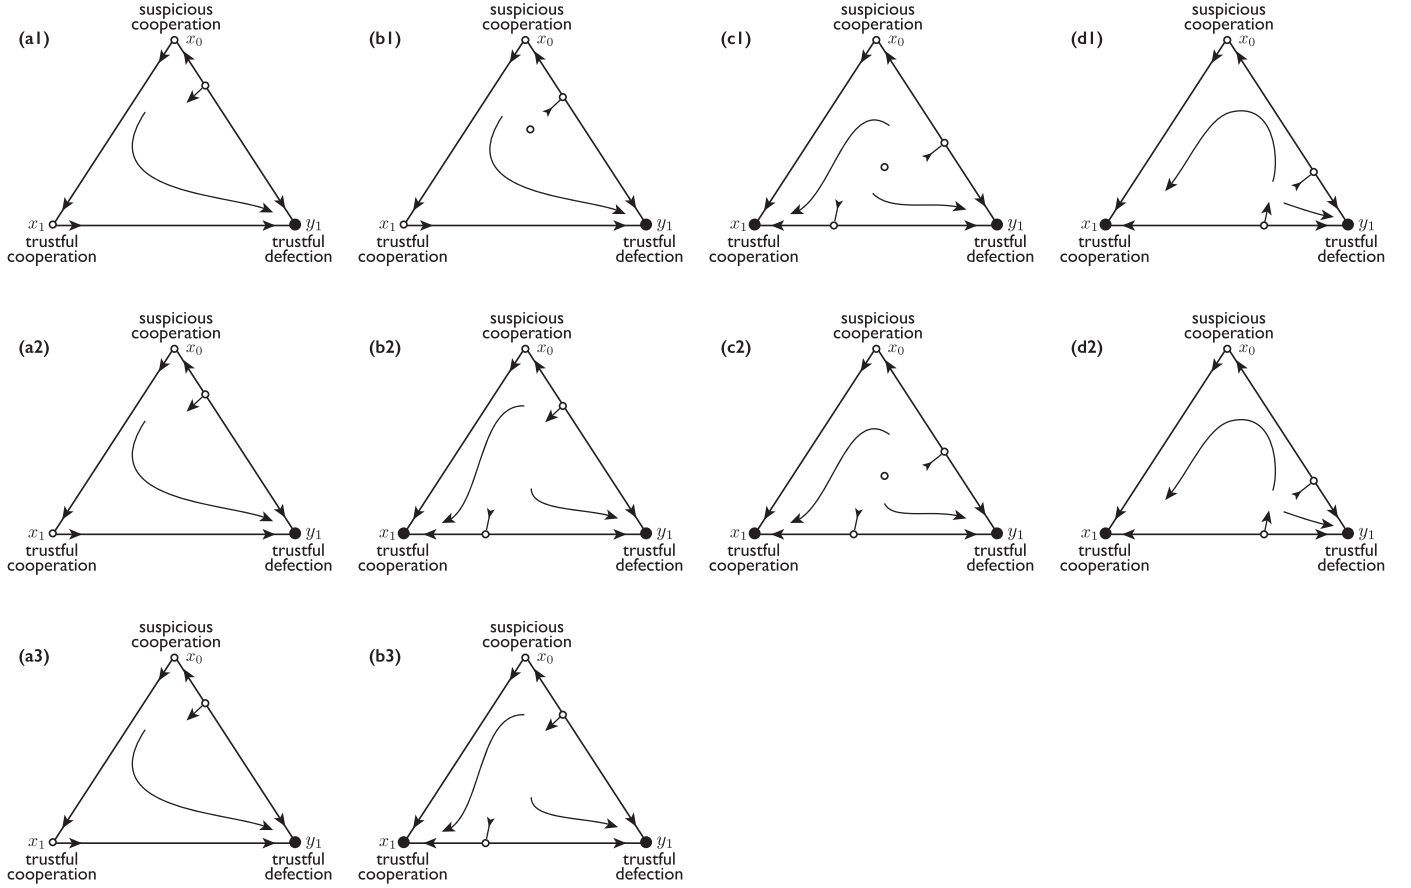 suspicious
cooperation
(a1)
x0
x1
y1
trustful
cooperation
trustful
defection
suspicious
cooperation
(b1)
x0
x1
y1
trustful
cooperation
trustful
defection
suspicious
cooperation
(c1)
x0
x1
y1
trustful
cooperation
trustful
defection
suspicious
cooperation
(d1)
x0
x1
y1
trustful
cooperation
trustful
defection
suspicious
cooperation
(a2)
x0
x1
y1
trustful
cooperation
trustful
defection
suspicious
cooperation
(b2)
x0
x1
y1
trustful
cooperation
trustful
defection
suspicious
cooperation
(c2)
x0
x1
y1
trustful
cooperation
trustful
defection
suspicious
cooperation
(d2)
x0
x1
y1
trustful
cooperation
trustful
defection
suspicious
cooperation
(a3)
x0
x1
y1
trustful
cooperation
trustful
defection
suspicious
cooperation
(b3)
x0
x1
y1
trustful
cooperation
trustful
defection